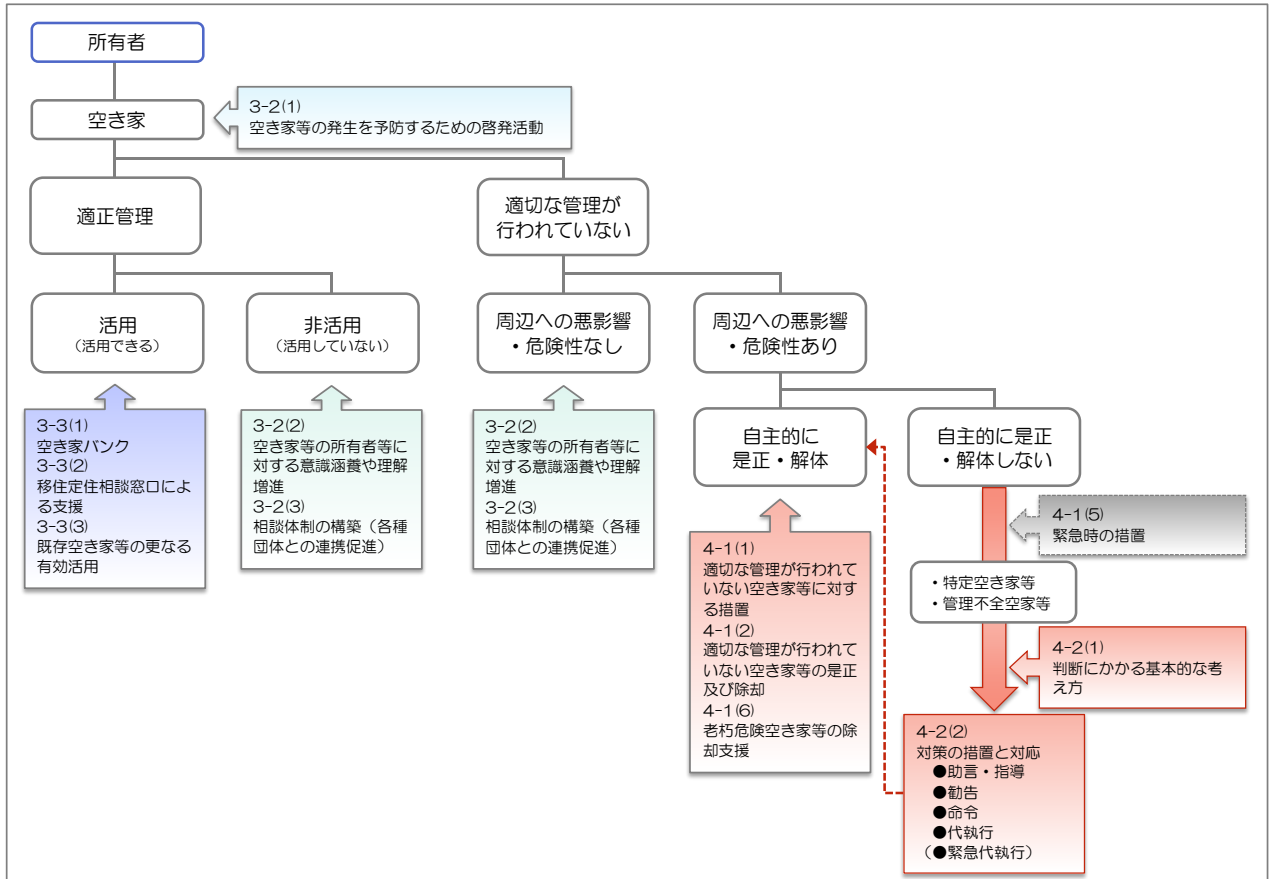 所有者
空き家
3-2(1)
空き家等の発生を予防するための啓発活動
適正管理
適切な管理が
行われていない
活用
（活用できる）
非活用
（活用していない）
周辺への悪影響
・危険性なし
周辺への悪影響
・危険性あり
3-3(1)
空き家バンク
3-3(2)
移住定住相談窓口によ
る支援
3-3(3)
既存空き家等の更なる
有効活用
3-2(2)
空き家等の所有者等に
対する意識涵養や理解
増進
3-2(3)
相談体制の構築（各種
団体との連携促進）
3-2(2)
空き家等の所有者等に
対する意識涵養や理解
増進
3-2(3)
相談体制の構築（各種
団体との連携促進）
自主的に
是正・解体
自主的に是正
・解体しない
4-1(1)
適切な管理が行われて
いない空き家等に対す
る措置
4-1(2)
適切な管理が行われて
いない空き家等の是正
及び除却
4-1(6)
老朽危険空き家等の除
却支援
4-1(5)
緊急時の措置
・特定空き家等
・管理不全空家等
4-2(1)
判断にかかる基本的な考
え方
4-2(2)
対策の措置と対応
●助言・指導
●勧告
●命令
●代執行
（●緊急代執行）